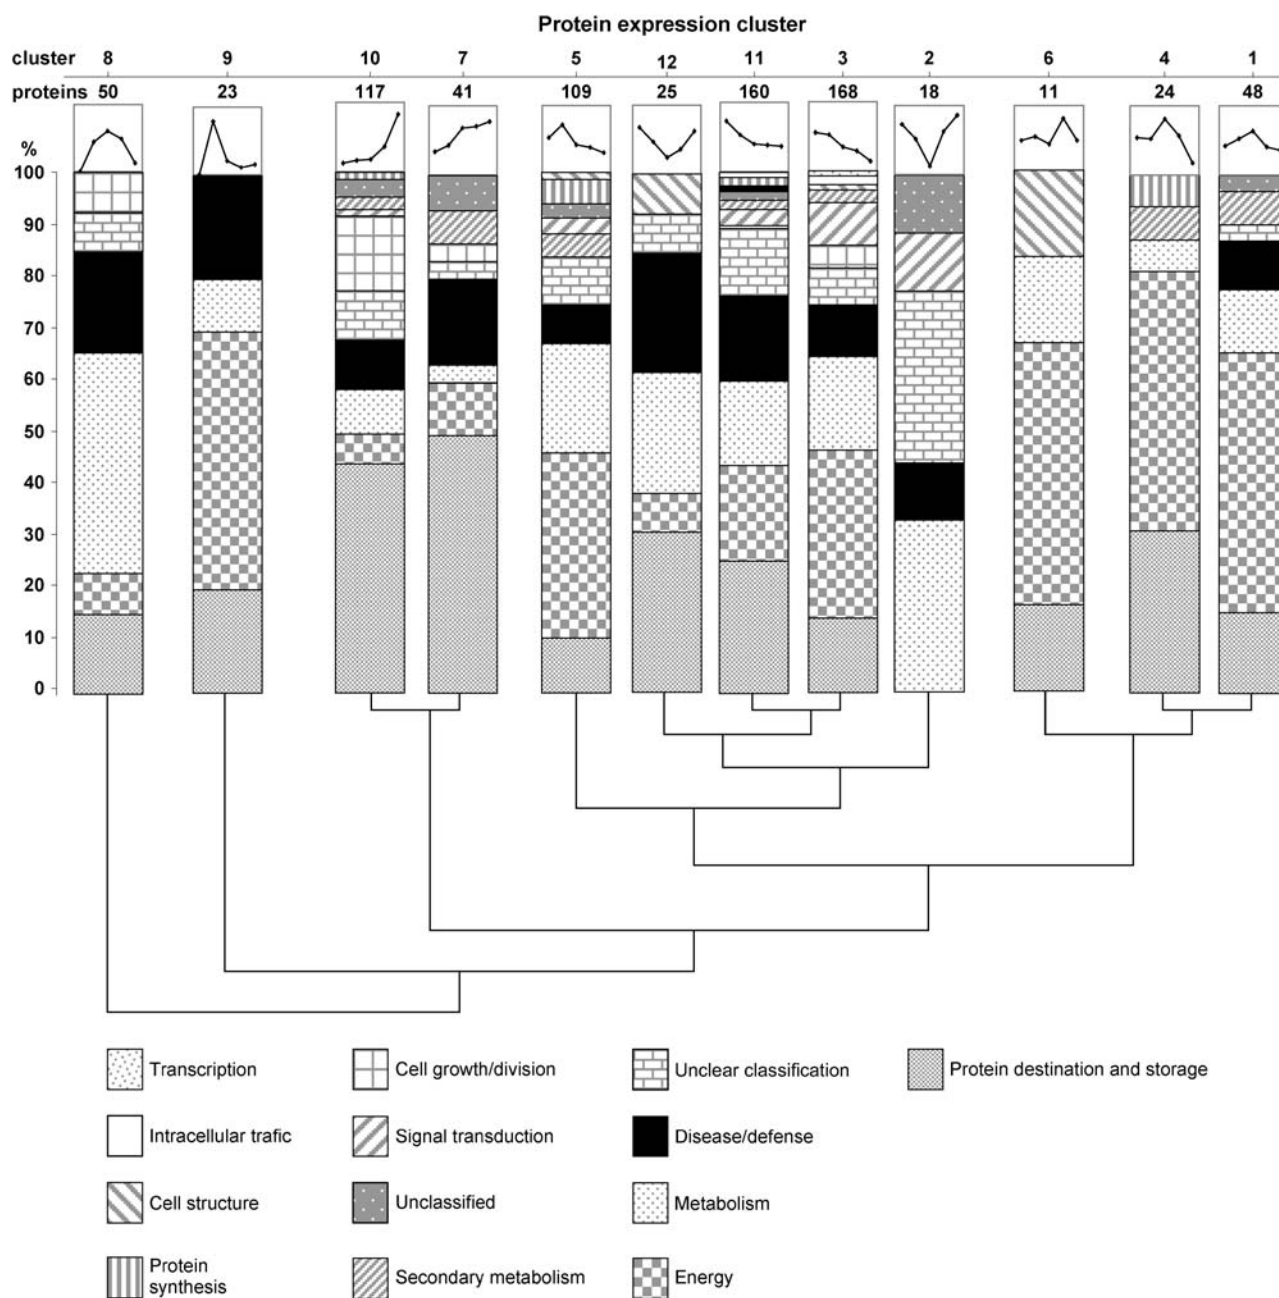 Protein expression cluster
cluster 8 9 10 7 5 12 11 3 2 6 4 1
proteins 50 23 117 41 109 25 160 168 18 11 24 48
%
100
90
80
70
60
50
40
30
20
10
0
Transcription Cell growth/division Unclear classification Protein destination and storage
Intracellular trafic Signal transduction Disease/defense
Cell structure Unclassified Metabolism
Protein
synthesis Secondary metabolism Energy